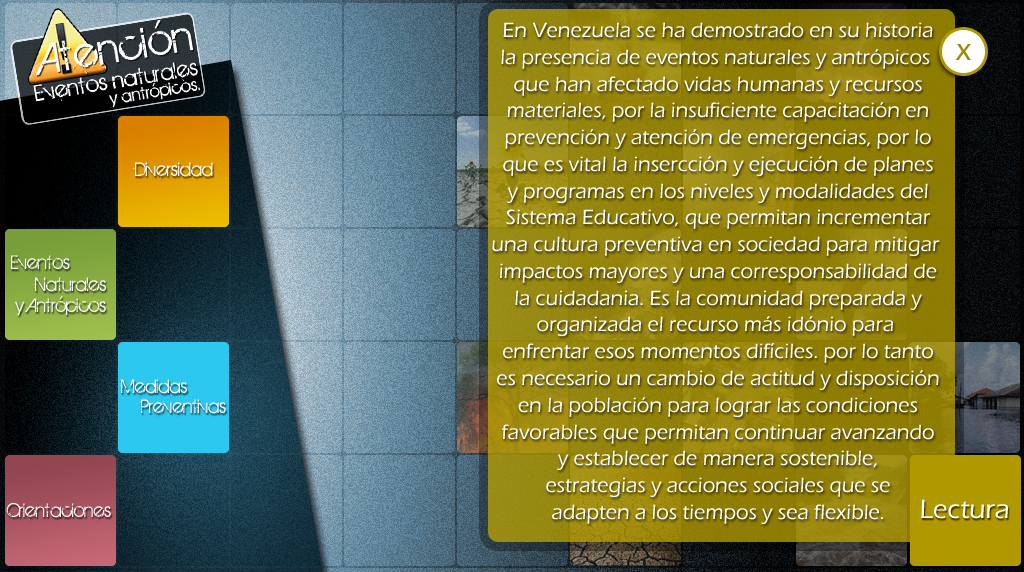 Atención
Eventos naturales
y antrópicos.
Diversidad
Eventos
Naturales
y Antrópicos
Medidas
Preventivas
Orientaciones
En Venezuela se ha demostrado en su historia
la presencia de eventos naturales y antrópicos
que han afectado vidas humanas y recursos
materiales, por la insuficiente capacitación en
prevención y atención de emergencias, por lo
que es vital la insercción y ejecución de planes
y programas en los niveles y modalidades del
Sistema Educativo, que permitan incrementar
una cultura preventiva en sociedad para mitigar
impactos mayores y una corresponsabilidad de
la cuidadania. Es la comunidad preparada y
organizada el recurso más idónio para
enfrentar esos momentos difíciles. por lo tanto
es necesario un cambio de actitud y disposición
en la población para lograr las condiciones
favorables que permitan continuar avanzando
y establecer de manera sostenible,
estrategias y acciones sociales que se
adapten a los tiempos y sea flexible.
X
Lectura